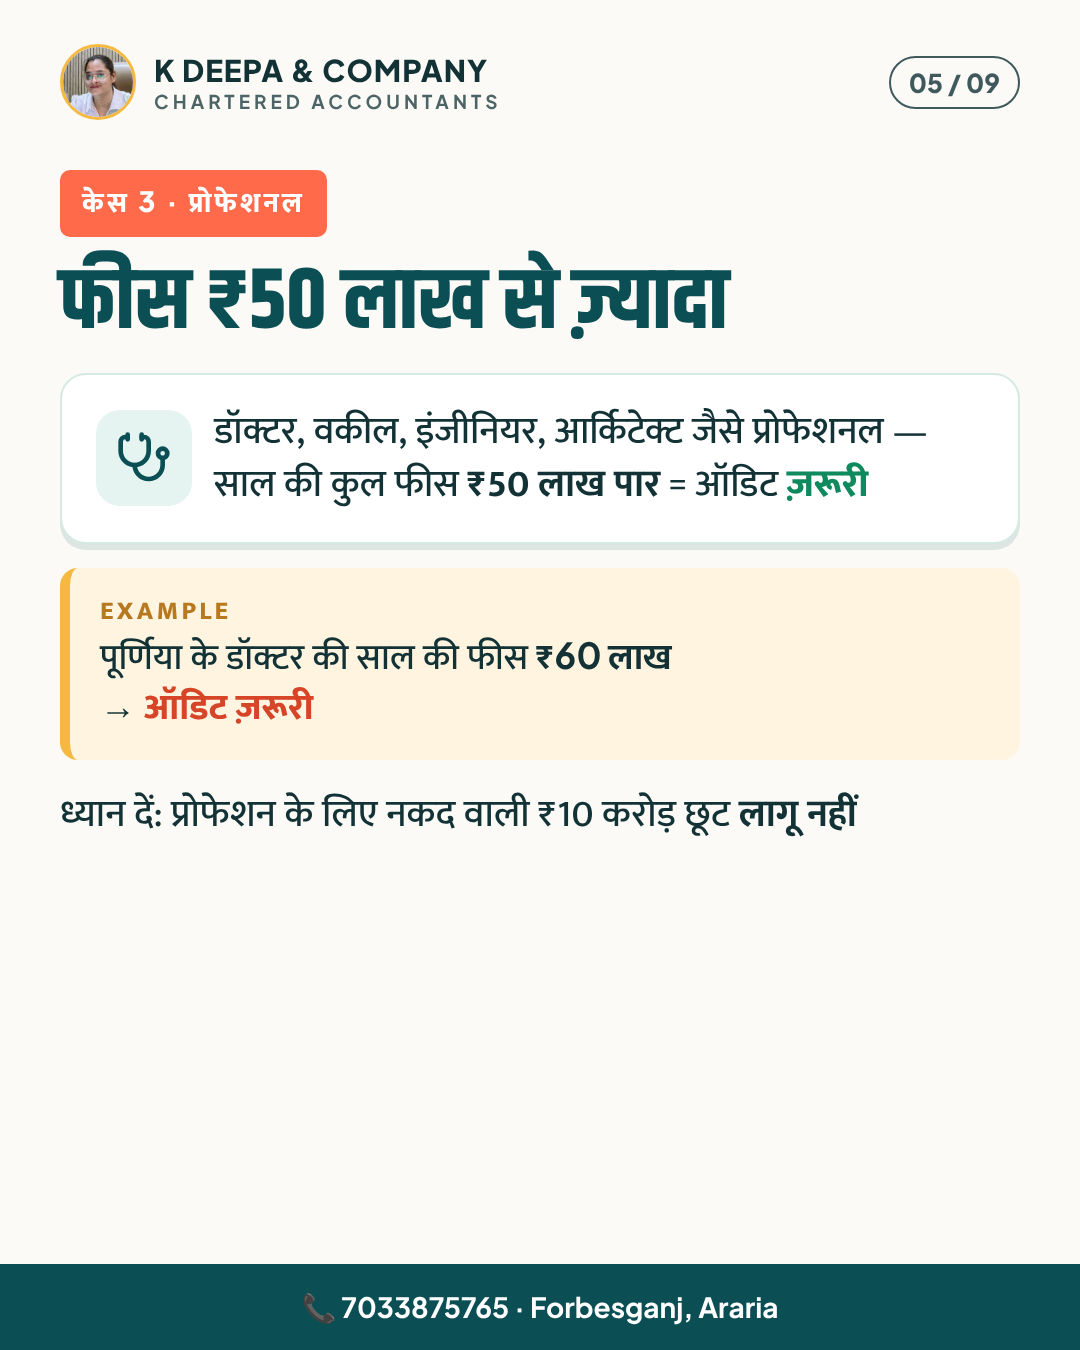 K DEEPA & COMPANY
CHARTERED ACCOUNTANTS
05 / 09
केस 3 · प्रोफेशनल
फीस ₹50 लाख से ज़्यादा
डॉक्टर, वकील, इंजीनियर, आर्किटेक्ट जैसे प्रोफेशनल —
साल की कुल फीस ₹50 लाख पार = ऑडिट ज़रूरी
EXAMPLE
पूर्णिया के डॉक्टर की साल की फीस ₹60 लाख
→ ऑडिट ज़रूरी
ध्यान दें: प्रोफेशन के लिए नकद वाली ₹10 करोड़ छूट लागू नहीं
📞 7033875765 · Forbesganj, Araria